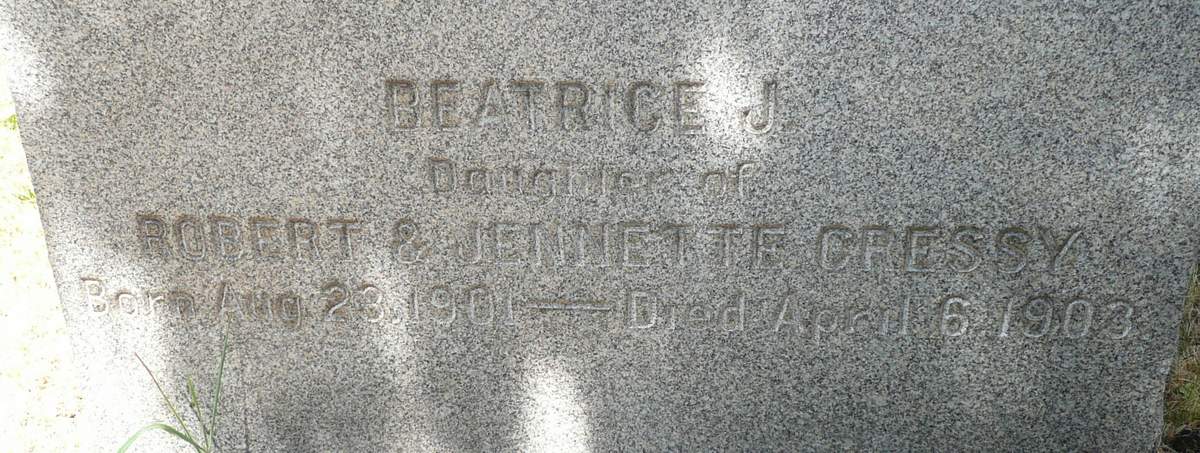 BEATRICE J.
Daughter of
ROBERT & JENNETTE CRESSY.
Born Aug. 23, 1901 — Died April 6, 1903.